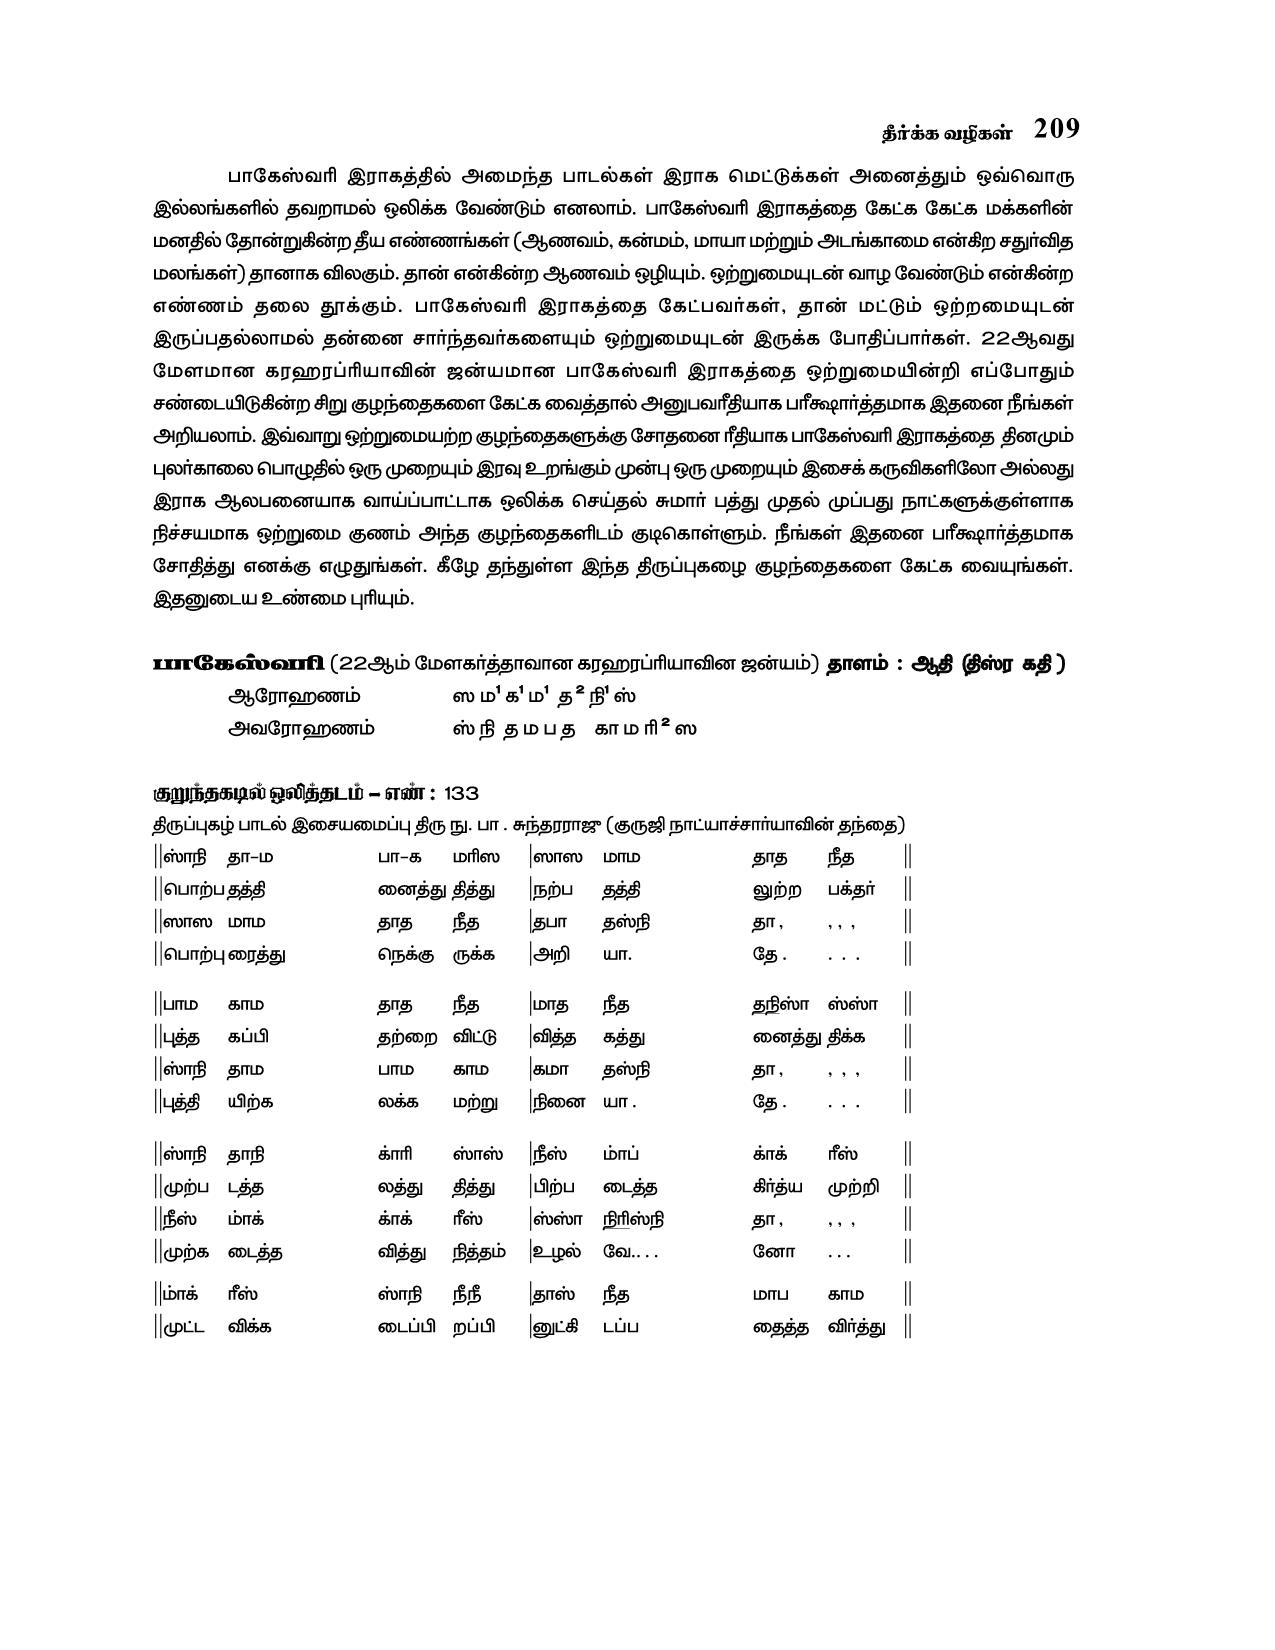 தீர்க்க வழிகள் 209
பாகேஸ்வரி இராகத்தில் அமைந்த பாடல்கள் இராக மெட்டுக்கள் அனைத்தும் ஒவ்வொரு
இல்லங்களில் தவறாமல் ஒலிக்க வேண்டும் எனலாம். பாகேஸ்வரி இராகத்தை கேட்க கேட்க மக்களின்
மனதில் தோன்றுகின்ற தீய எண்ணங்கள் (ஆணவம், கன்மம், மாயா மற்றும் அடங்காமை என்கிற சதுர்வித
மலங்கள்) தானாக விலகும். தான் என்கின்ற ஆணவம் ஒழியும். ஒற்றுமையுடன் வாழ வேண்டும் என்கின்ற
எண்ணம் தலை தூக்கும். பாகேஸ்வரி இராகத்தை கேட்பவர்கள், தான் மட்டும் ஒற்றமையுடன்
இருப்பதல்லாமல் தன்னை சார்ந்தவர்களையும் ஒற்றுமையுடன் இருக்க போதிப்பார்கள். 22ஆவது
மேளமான கரஹரப்ரியாவின் ஜன்யமான பாகேஸ்வரி இராகத்தை ஒற்றுமையின்றி எப்போதும்
சண்டையிடுகின்ற சிறு குழந்தைகளை கேட்க வைத்தால் அனுபவரீதியாக பரீக்ஷார்த்தமாக இதனை நீங்கள்
அறியலாம். இவ்வாறு ஒற்றுமையற்ற குழந்தைகளுக்கு சோதனை ரீதியாக பாகேஸ்வரி இராகத்தை தினமும்
புலர்காலை பொழுதில் ஒரு முறையும் இரவு உறங்கும் முன்பு ஒரு முறையும் இசைக் கருவிகளிலோ அல்லது
இராக ஆலபனையாக வாய்ப்பாட்டாக ஒலிக்க செய்தல் சுமார் பத்து முதல் முப்பது நாட்களுக்குள்ளாக
நிச்சயமாக ஒற்றுமை குணம் அந்த குழந்தைகளிடம் குடிகொள்ளும். நீங்கள் இதனை பரீக்ஷார்த்தமாக
சோதித்து எனக்கு எழுதுங்கள். கீழே தந்துள்ள இந்த திருப்புகழை குழந்தைகளை கேட்க வையுங்கள்.
இதனுடைய உண்மை புரியும்.
பாகேஸ்வரி (22ஆம் மேளகர்த்தாவான கரஹரப்ரியாவின ஜன்யம்) தாளம் : ஆதி (திஸ்ர கதி )
ஆரோஹணம் ஸ ம¹ க¹ ம¹ த² நி¹ ஸ்
அவரோஹணம் ஸ் நி த ம ப த கா ம ரி² ஸ
குறுந்தகடில் ஒலித்தடம் – எண் : 133
திருப்புகழ் பாடல் இசையமைப்பு திரு நு. பா . சுந்தரராஜு (குருஜி நாட்யாச்சார்யாவின் தந்தை)
||ஸ்ாநி தா-ம பா-க மரிஸ |ஸாஸ மாம தாத நீத ||
||பொற்ப தத்தி னைத்து தித்து |நற்ப தத்தி லுற்ற பக்தர் ||
||ஸாஸ மாம தாத நீத |தபா தஸ்நி தா , , , , ||
||பொற்பு ரைத்து நெக்கு ருக்க |அறி யா. தே . . . . ||
||பாம காம தாத நீத |மாத நீத தநிஸா ஸ்ஸா ||
||புத்த கப்பி தற்றை விட்டு |வித்த கத்து னைத்து திக்க ||
||ஸ்ாநி தாம பாம காம |கமா தஸ்நி தா , , , , ||
||புத்தி யிற்க லக்க மற்று |நினை யா . தே . . . . ||
||ஸ்ாநி தாநி க்ாரி ஸ்ாஸ் |நீஸ் ம்ாப் க்ாக் ரீஸ் ||
||முற்ப டத்த லத்து தித்து |பிற்ப டைத்த கிர்த்ய முற்றி ||
||நீஸ் ம்ாக் க்ாக் ரீஸ் |ஸ்ஸா நிரிஸ்நி தா , , , , ||
||முற்க டைத்த வித்து நித்தம் |உழல் வே.... னோ . . . ||
||ம்ாக் ரீஸ் ஸ்ாநி நீநீ |தாஸ் நீத மாப காம ||
||முட்ட விக்க டைப்பி றப்பி |னுட்கி டப்ப தைத்த விர்த்து ||